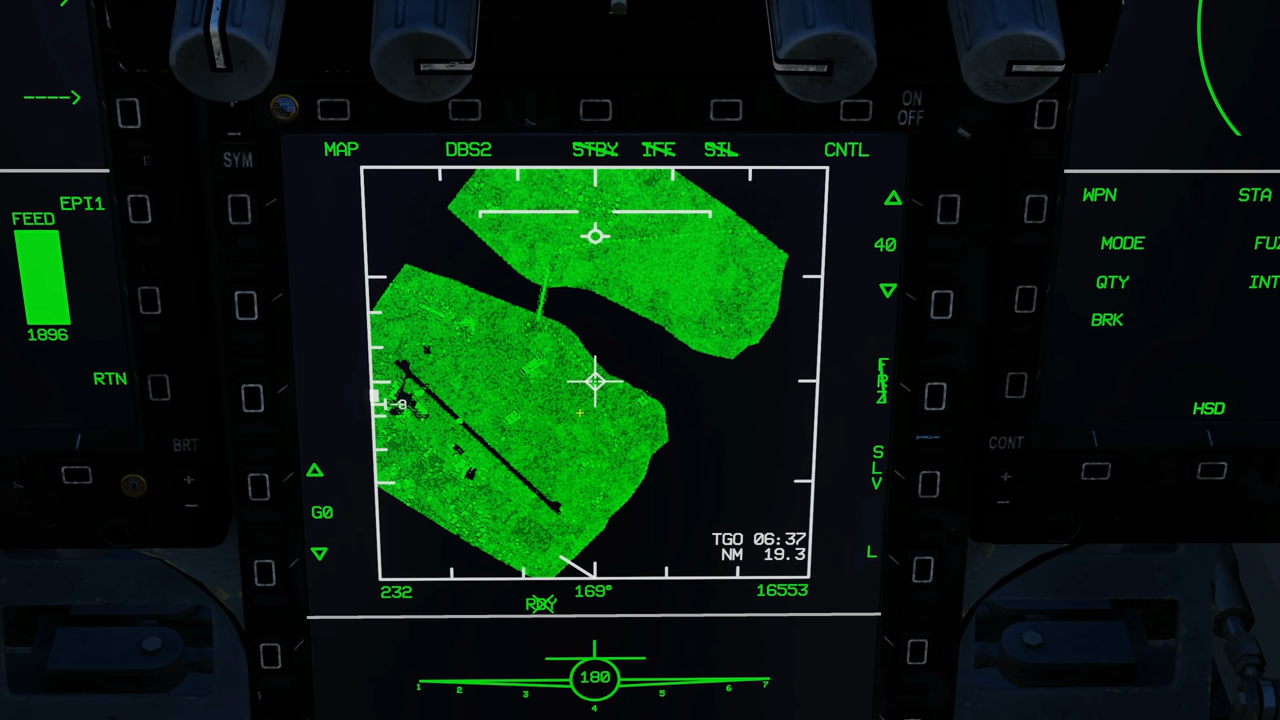 ON
OFF
MAP DBS2 STBY IFF SIL CNTL
SYM
EPI1
FEED
1896
RTN
BRT
WPN STA
MODE
QTY
BRK
HSD
CONT
40
FRZ
SLV
L
G0
TGO 06:37
NM 19.3
232 169° 16553
RDY
180
1 2 3 4 5 6 7